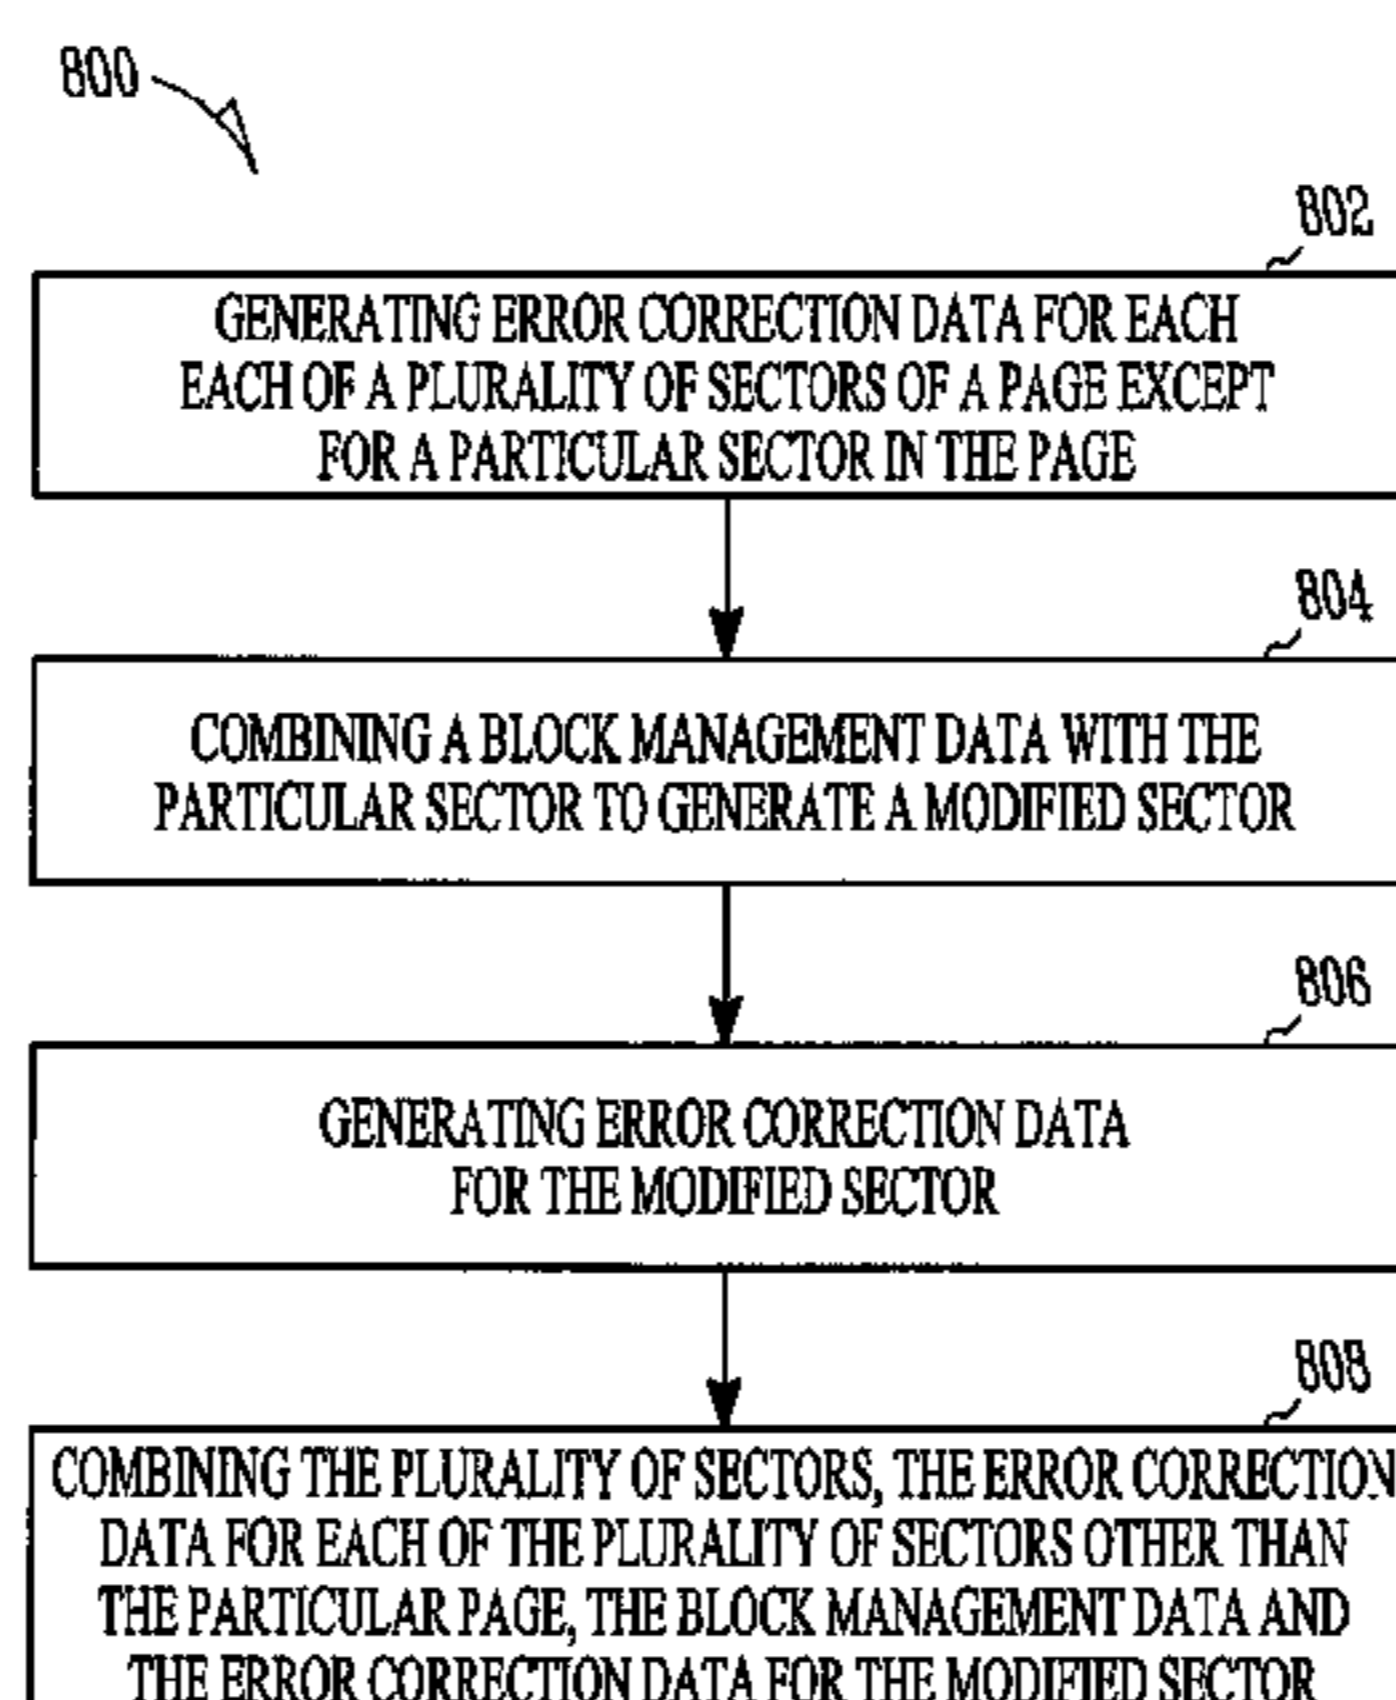 800
802
GENERATING ERROR CORRECTION DATA FOR EACH
EACH OF A PLURALITY OF SECTORS OF A PAGE EXCEPT
FOR A PARTICULAR SECTOR IN THE PAGE
804
COMBINING A BLOCK MANAGEMENT DATA WITH THE
PARTICULAR SECTOR TO GENERATE A MODIFIED SECTOR
806
GENERATING ERROR CORRECTION DATA
FOR THE MODIFIED SECTOR
808
COMBINING THE PLURALITY OF SECTORS, THE ERROR CORRECTION
DATA FOR EACH OF THE PLURALITY OF SECTORS OTHER THAN
THE PARTICULAR PAGE, THE BLOCK MANAGEMENT DATA AND
THE ERROR CORRECTION DATA FOR THE MODIFIED SECTOR